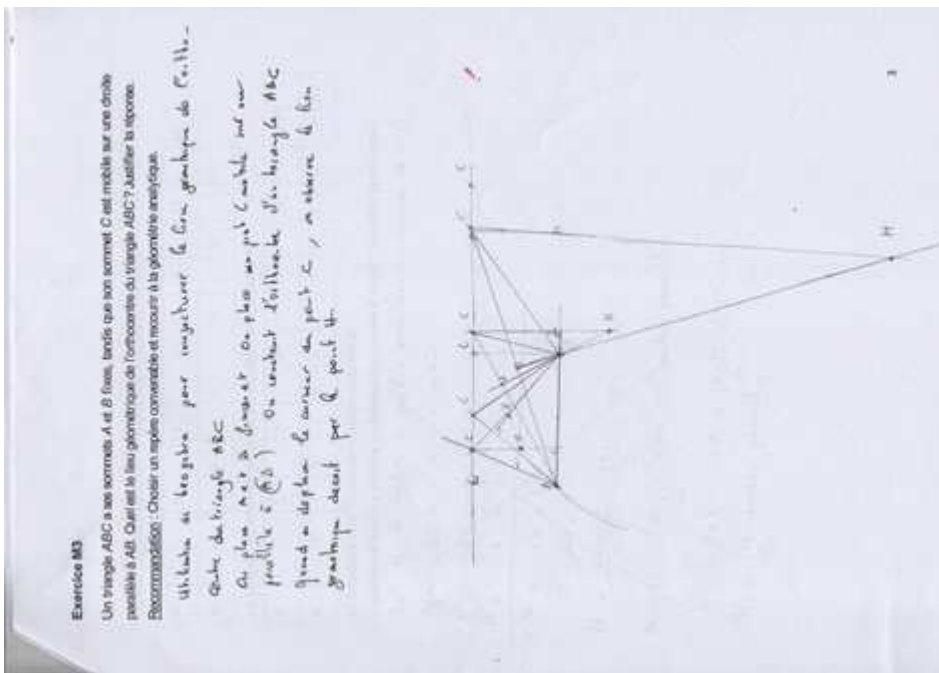 Exercice M3
Un triangle ABC a ses sommets A et B fixes, tandis que son sommet C est mobile sur une droite
parallèle à AB. Quel est le lieu géométrique de l'orthocentre du triangle ABC ? Justifier la réponse.
Recommandation : Choisir un repère convenable et recourir à la géométrie analytique.
Utilisation de geogebra pour conjecturer le lieu géométrique de l'ortho-
centre du triangle ABC
On place A et B fixes et On place un pt C mobile sur une
parallèle à (AB) On construit l'orthocentre du triangle ABC
Quand on déplace le curseur du point C, on observe le lieu
géométrique décrit par le point H.
C
C
C
C
H
H
3